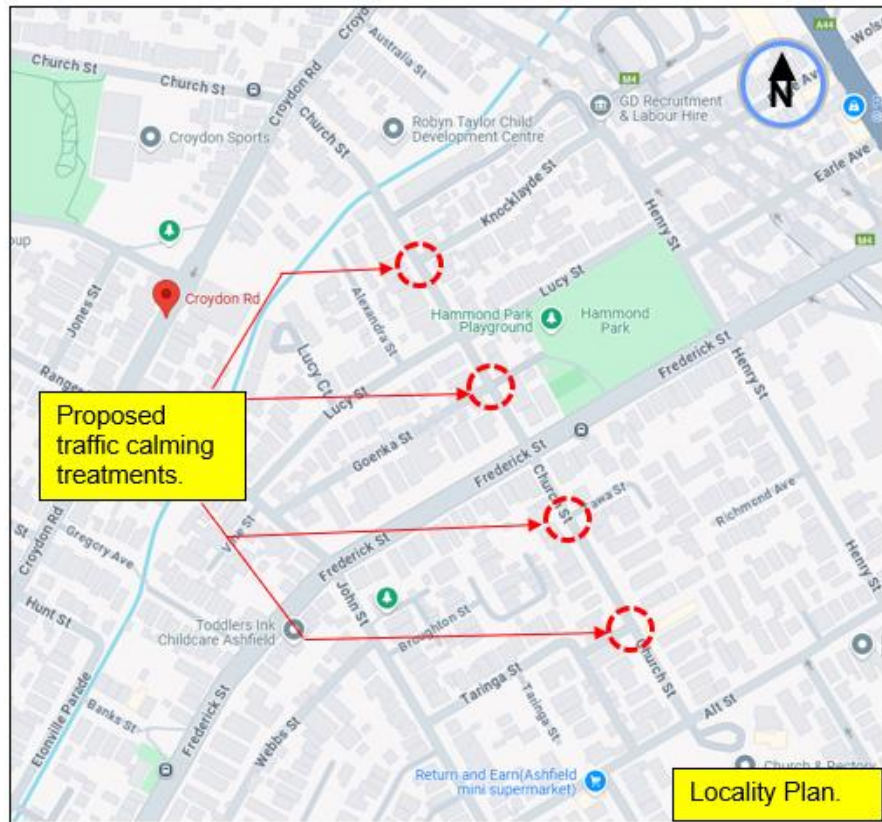 Church St
Church St
Croydon Rd
Croydon Sports
Church St
Australia St
Robyn Taylor Child
Development Centre
M4
GD Recruitment
& Labour Hire
A44
N
Earle Ave
Knocklayde St
Henry St
M4
Jones St
Croydon Rd
Alexandra St
Lucy St
Hammond Park
Playground
Hammond
Park
Lucy Ct
Lucy St
Frederick St
Henry St
Proposed
traffic calming
treatments.
Goenka St
Frederick St
Church St
Richmond Ave
Croydon Rd
Gregory Ave
Frederick St
Henry St
Hunt St
John St
Toddlers Ink
Childcare Ashfield
Broughton St
Church St
Taringa St
Taringa St
Alt St
Etonville Parade
Banks St
Frederick St
Webbs St
Return and Earn(Ashfield
mini supermarket)
Church & Rectory
Locality Plan.